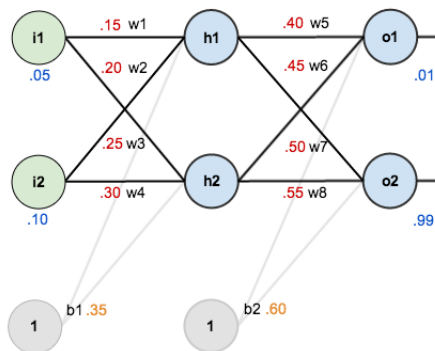 .15 w1
.40 w5
i1
h1
o1
.20 w2
.45 w6
.05
.01
.25 w3
.50 w7
i2
.30 w4
h2
.55 w8
o2
.10
.99
b1 .35
b2 .60
1
1